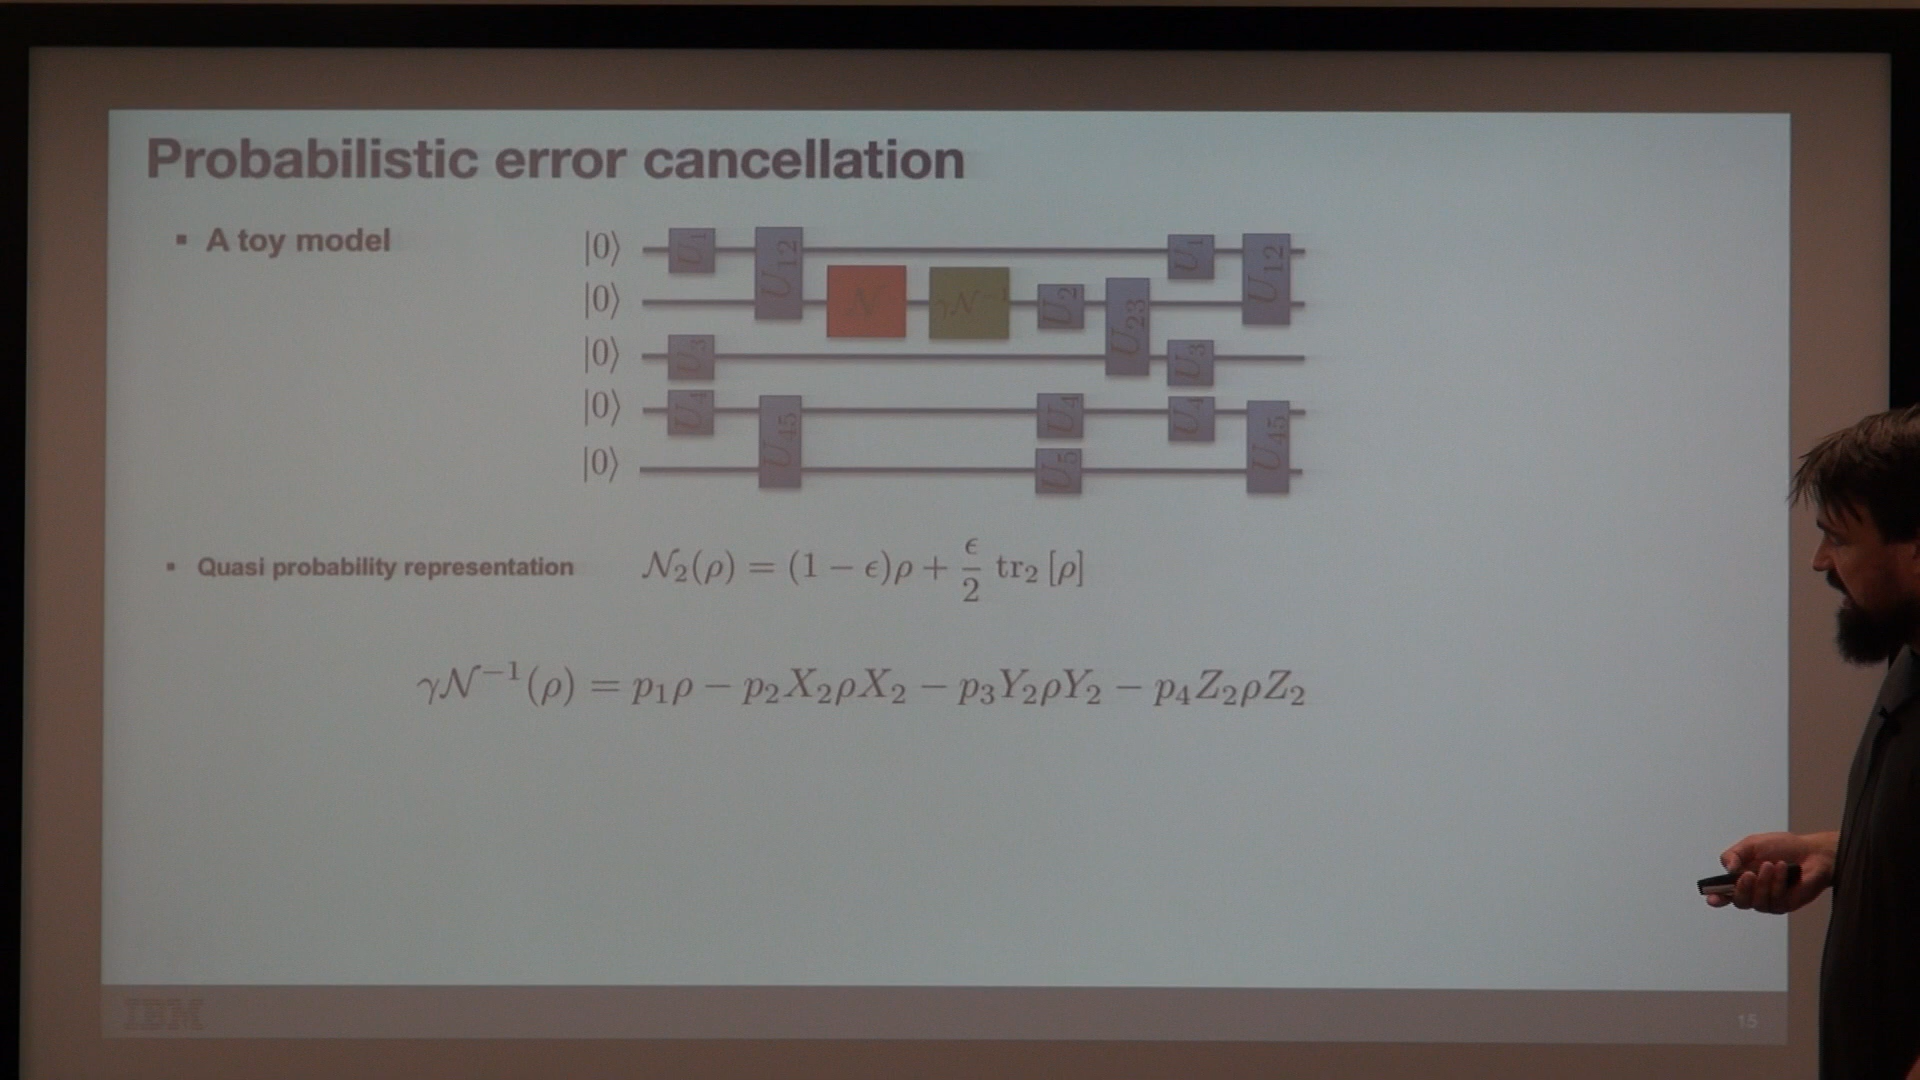 Probabilistic error cancellation
▪ A toy model
|0⟩ U₁ U₁₂ U₁ U₁₂
|0⟩ N γN⁻¹ U₂ U₂₃
|0⟩ U₃ U₃
|0⟩ U₄ U₄₅ U₄ U₄ U₄₅
|0⟩ U₅
▪ Quasi probability representation N₂(ρ) = (1 − ϵ)ρ + ϵ/2 tr₂ [ρ]
γN⁻¹(ρ) = p₁ρ − p₂X₂ρX₂ − p₃Y₂ρY₂ − p₄Z₂ρZ₂
IBM 15